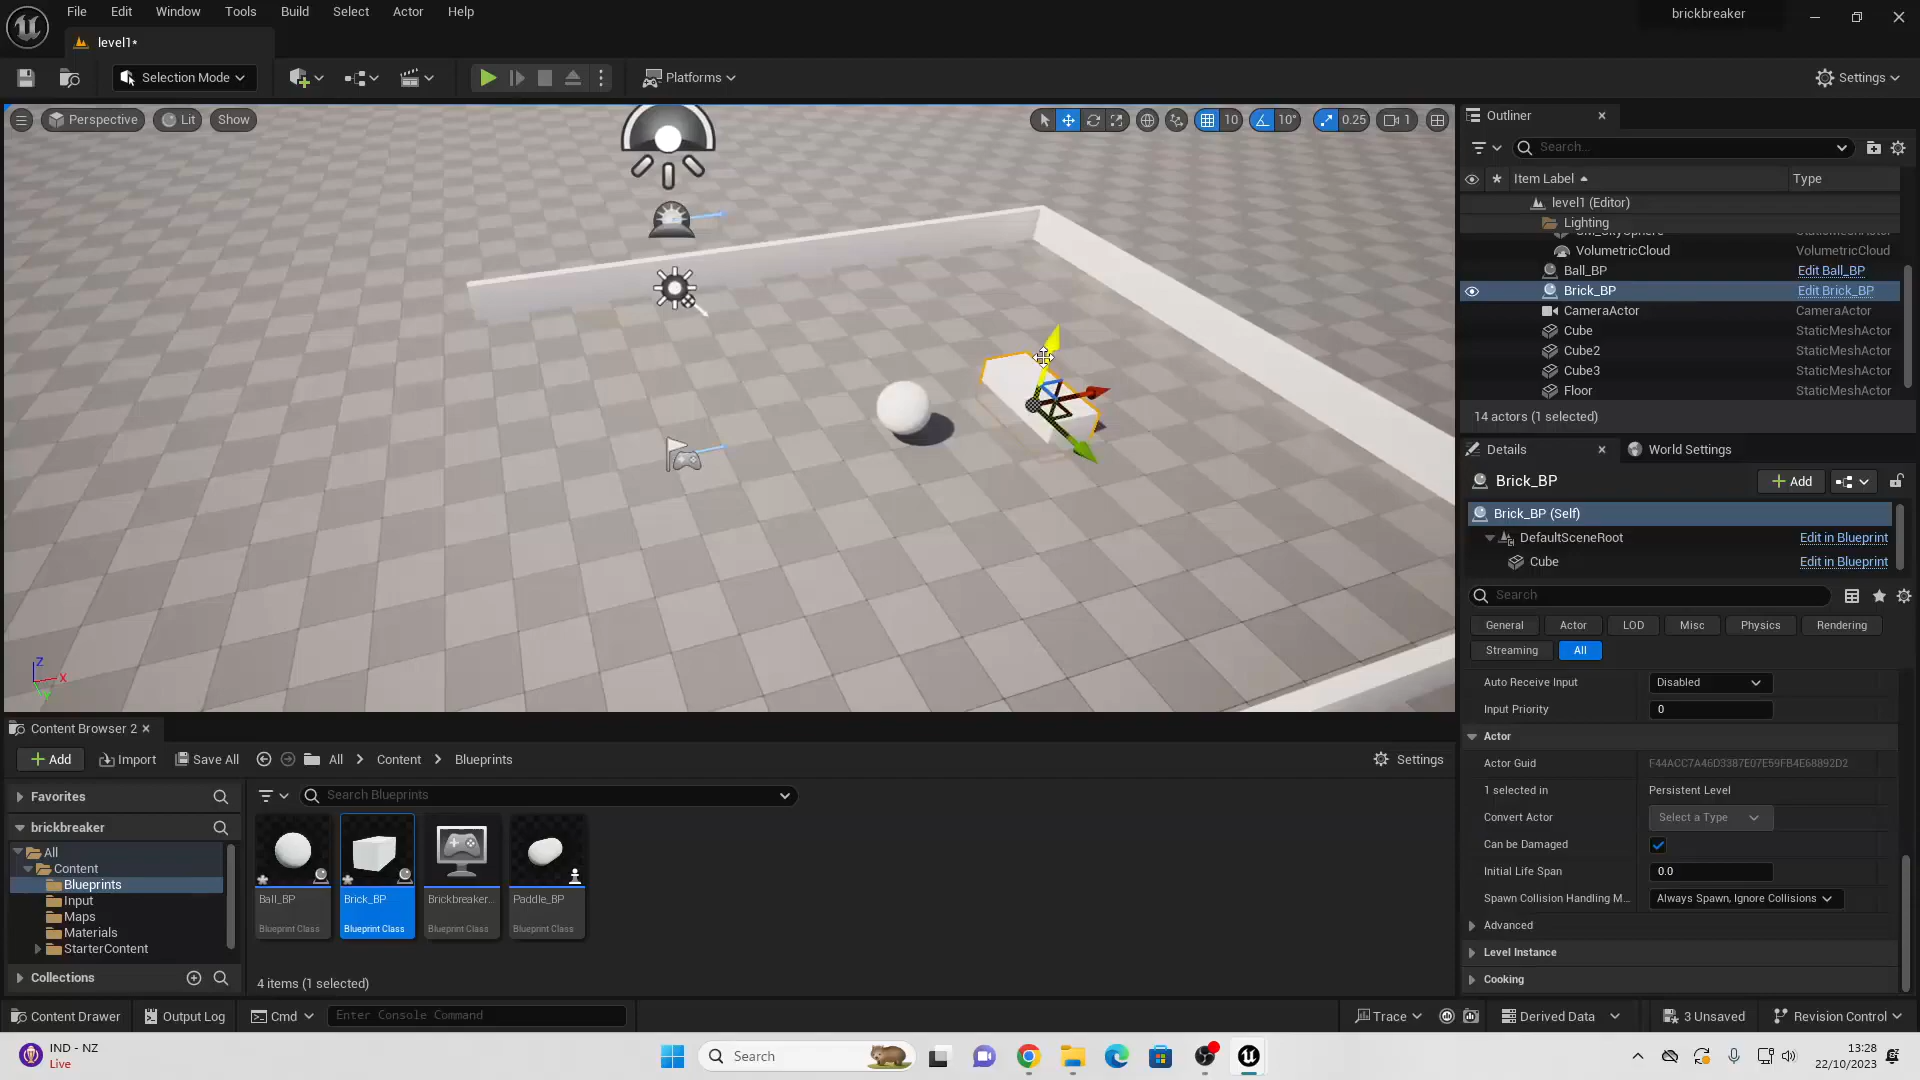 File Edit Window Tools Build Select Actor Help
brickbreaker
level1*
Selection Mode
Platforms
Settings
Perspective Lit Show
10 10° 0.25 1
Outliner
Search...
Item Label Type
level1 (Editor)
Lighting
VolumetricCloud VolumetricCloud
Ball_BP Edit Ball_BP
Brick_BP Edit Brick_BP
CameraActor CameraActor
Cube StaticMeshActor
Cube2 StaticMeshActor
Cube3 StaticMeshActor
Floor StaticMeshActor
14 actors (1 selected)
Details World Settings
Brick_BP Add
Brick_BP (Self)
DefaultSceneRoot Edit in Blueprint
Cube Edit in Blueprint
Search
General Actor LOD Misc Physics Rendering
Streaming All
Auto Receive Input Disabled
Input Priority 0
Actor
Actor Guid F44ACC7A46D3387E07E59FB4E68892D2
1 selected in Persistent Level
Convert Actor Select a Type
Can be Damaged
Initial Life Span 0.0
Spawn Collision Handling M... Always Spawn, Ignore Collisions
Advanced
Level Instance
Cooking
Z
X
Content Browser 2
Add Import Save All All > Content > Blueprints Settings
Favorites
brickbreaker
All
Content
Blueprints
Input
Maps
Materials
StarterContent
Collections
Search Blueprints
Ball_BP Brick_BP Brickbreaker... Paddle_BP
Blueprint Class Blueprint Class Blueprint Class Blueprint Class
4 items (1 selected)
Content Drawer Output Log Cmd Enter Console Command Trace Derived Data 3 Unsaved Revision Control
IND - NZ
Live
Search
13:28
22/10/2023